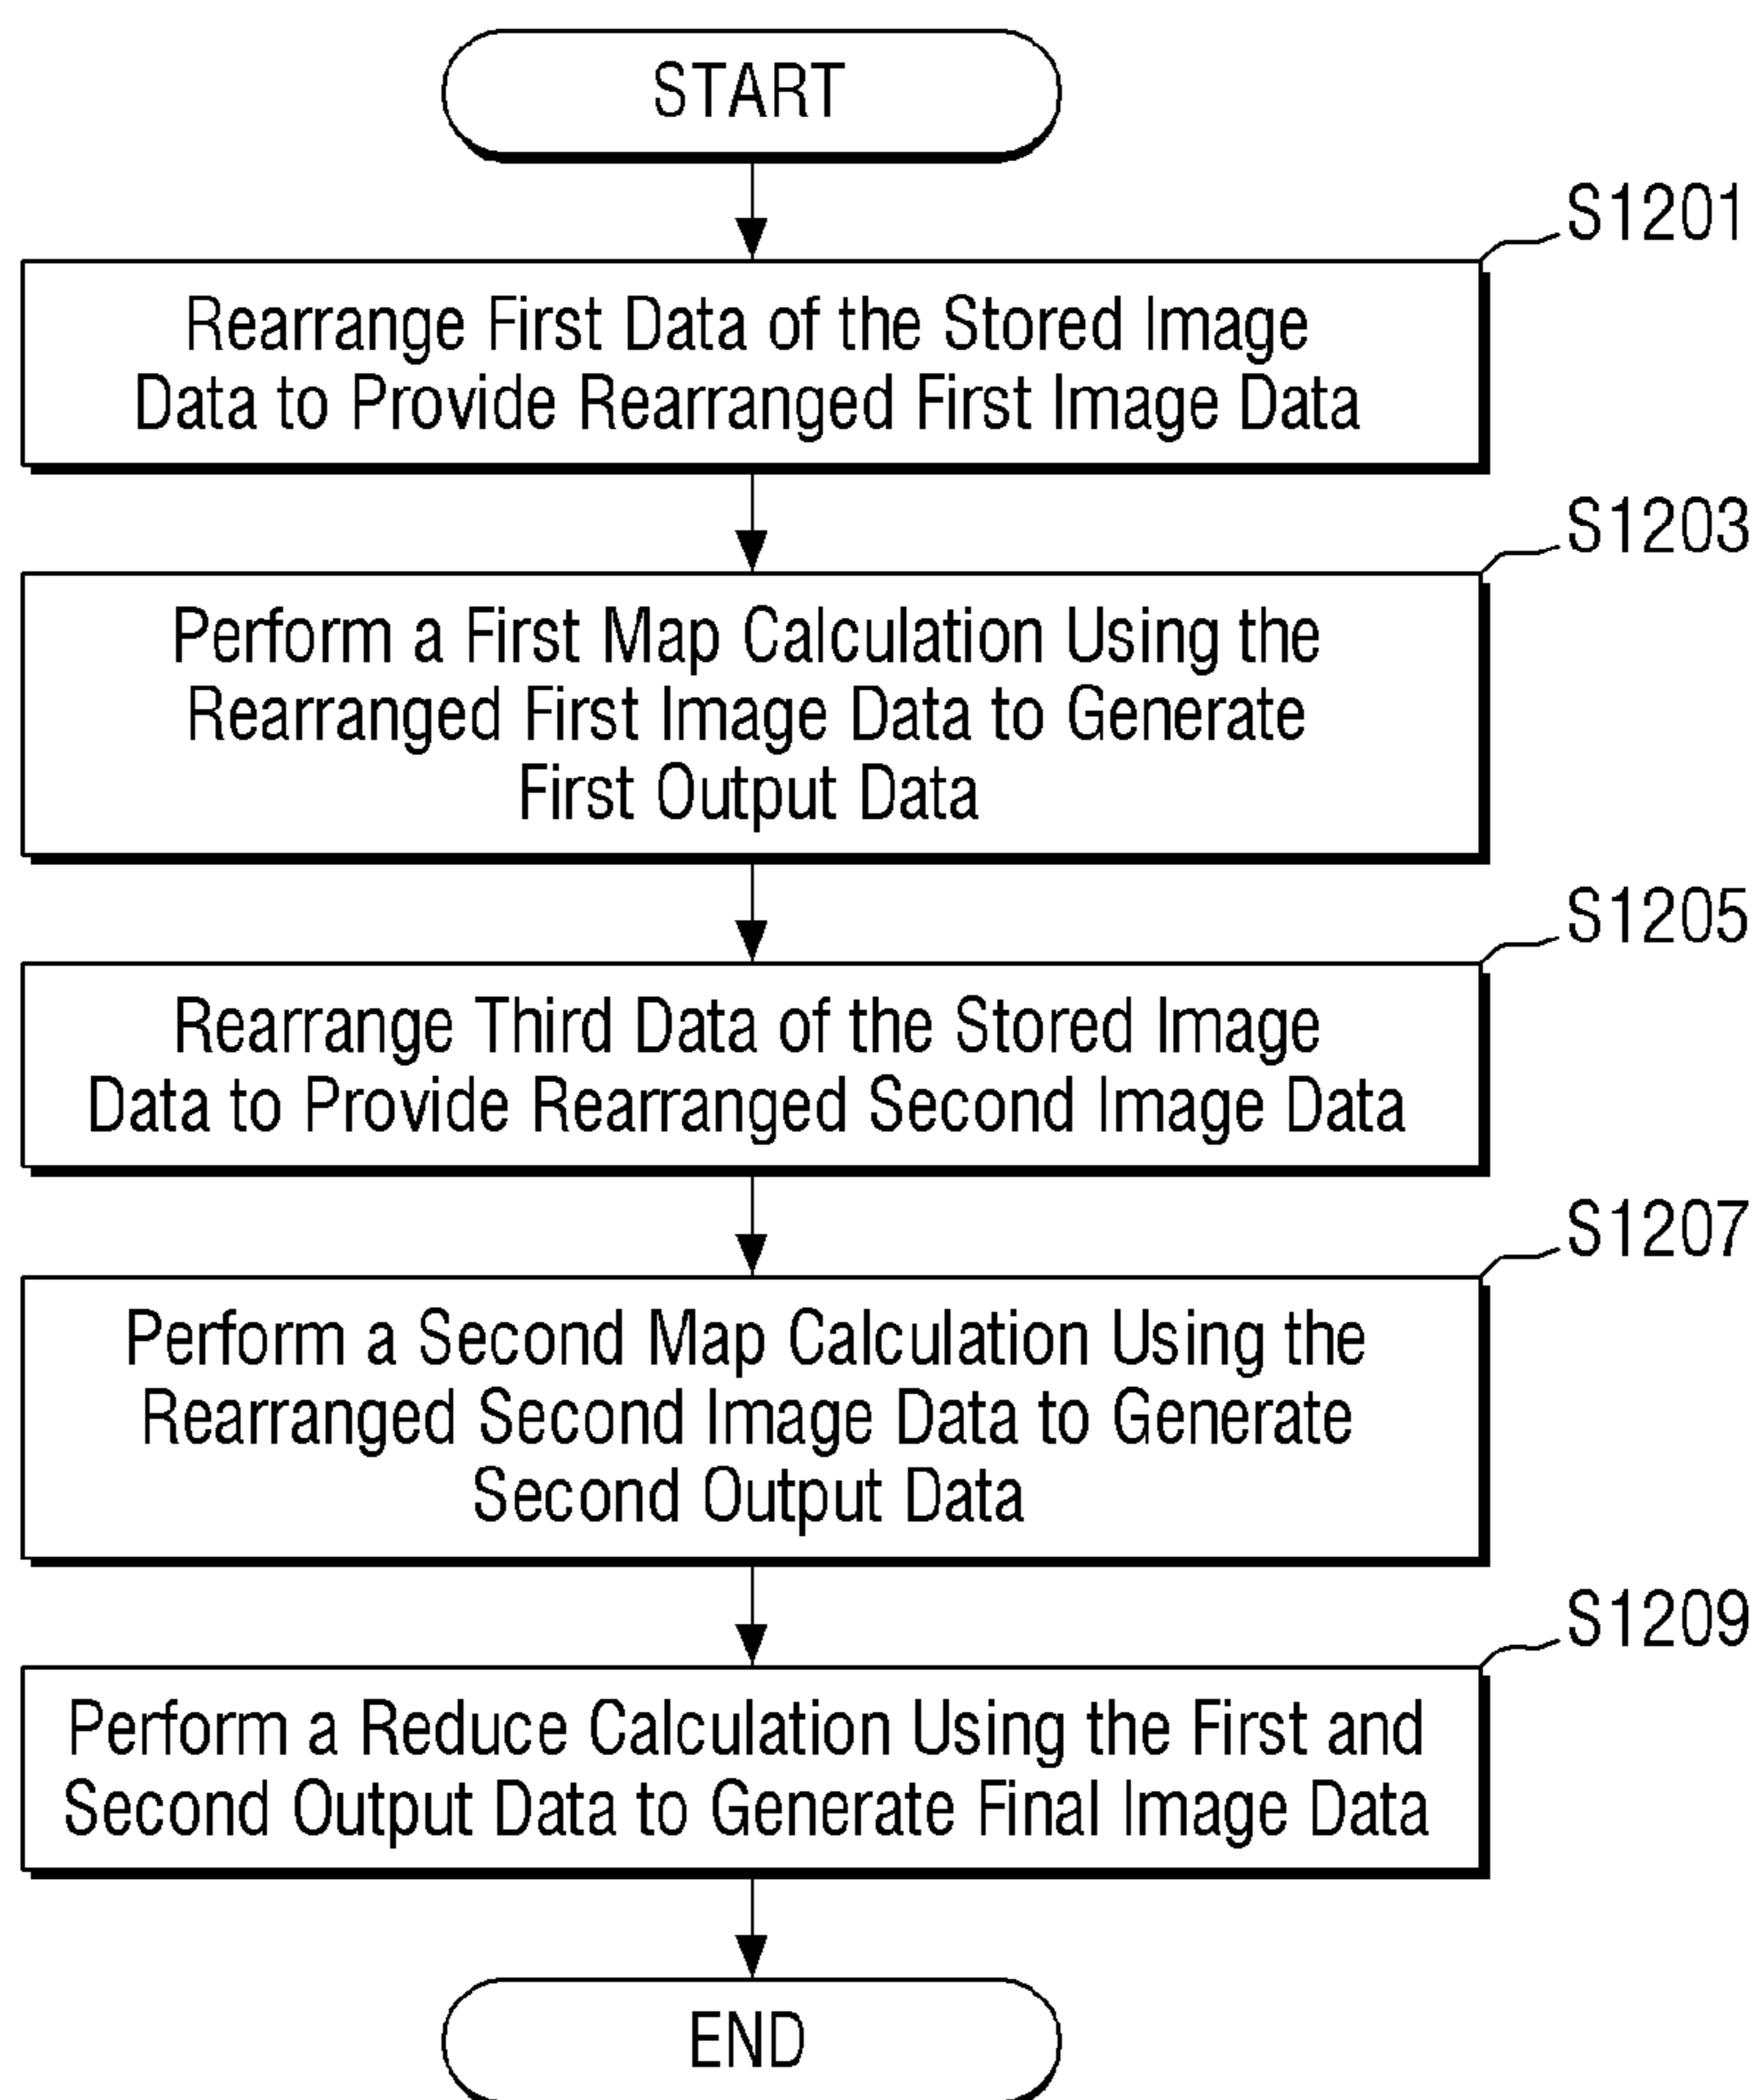 START
S1201
Rearrange First Data of the Stored Image
Data to Provide Rearranged First Image Data
S1203
Perform a First Map Calculation Using the
Rearranged First Image Data to Generate
First Output Data
S1205
Rearrange Third Data of the Stored Image
Data to Provide Rearranged Second Image Data
S1207
Perform a Second Map Calculation Using the
Rearranged Second Image Data to Generate
Second Output Data
S1209
Perform a Reduce Calculation Using the First and
Second Output Data to Generate Final Image Data
END